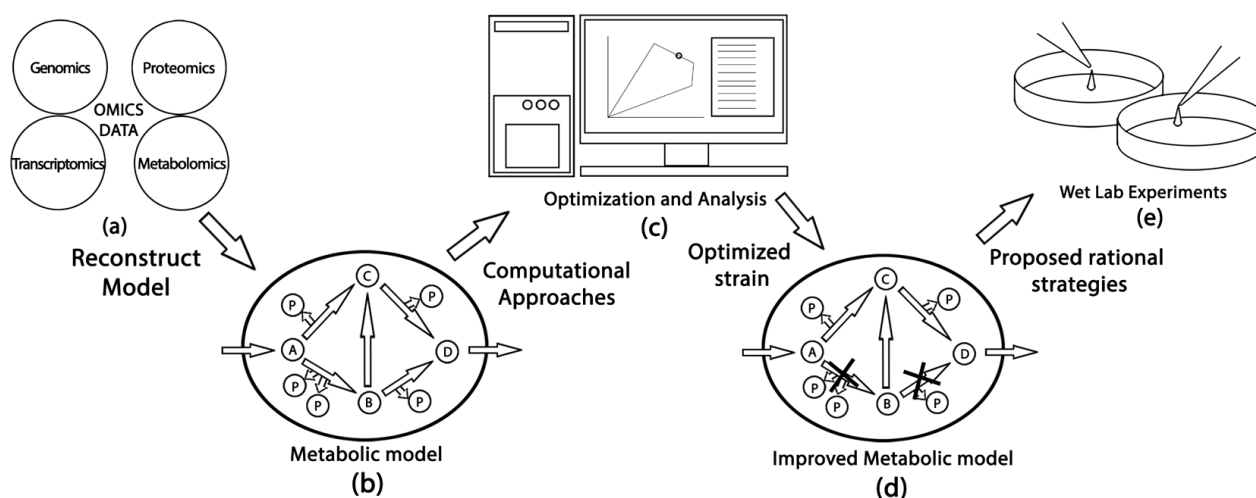 Genomics
Proteomics
OMICS
DATA
Transcriptomics
Metabolomics
(a)
Reconstruct
Model
P
C
P
A
D
P
P
B
P
Metabolic model
(b)
Computational
Approaches
Optimization and Analysis
(c)
Optimized
strain
P
C
P
A
D
P
P
B
P
Improved Metabolic model
(d)
Proposed rational
strategies
Wet Lab Experiments
(e)